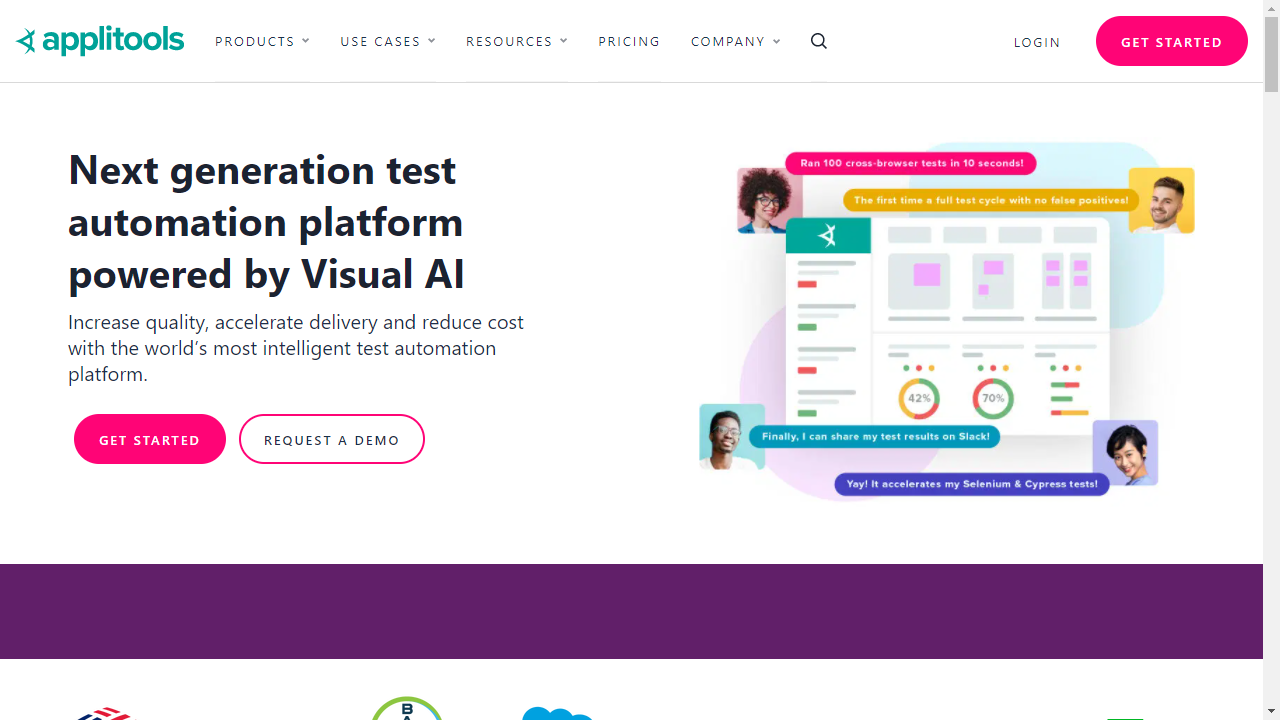 applitools
PRODUCTS
USE CASES
RESOURCES
PRICING
COMPANY
LOGIN
GET STARTED
Next generation test
automation platform
powered by Visual AI
Increase quality, accelerate delivery and reduce cost
with the world’s most intelligent test automation
platform.
GET STARTED
REQUEST A DEMO
Ran 100 cross-browser tests in 10 seconds!
The first time a full test cycle with no false positives!
42%
70%
Finally, I can share my test results on Slack!
Yay! It accelerates my Selenium & Cypress tests!